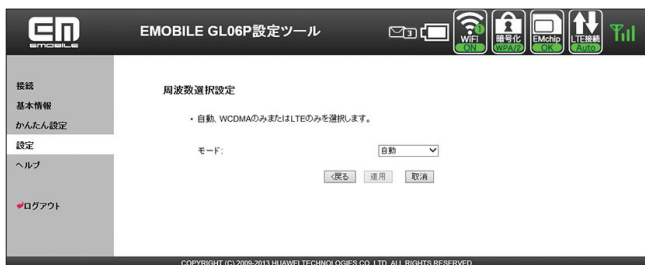 EM
EMOBILE
EMOBILE GL06P設定ツール
3
WiFi
ON
暗号化
WPA/2
EMchip
OK
LTE接続
Auto
接続
基本情報
かんたん設定
設定
ヘルプ
ログアウト
周波数選択設定
・自動、WCDMAのみまたはLTEのみを選択します。
モード:
自動
<戻る
適用
取消
COPYRIGHT (C) 2009-2013 HUAWEI TECHNOLOGIES CO.,LTD. ALL RIGHTS RESERVED